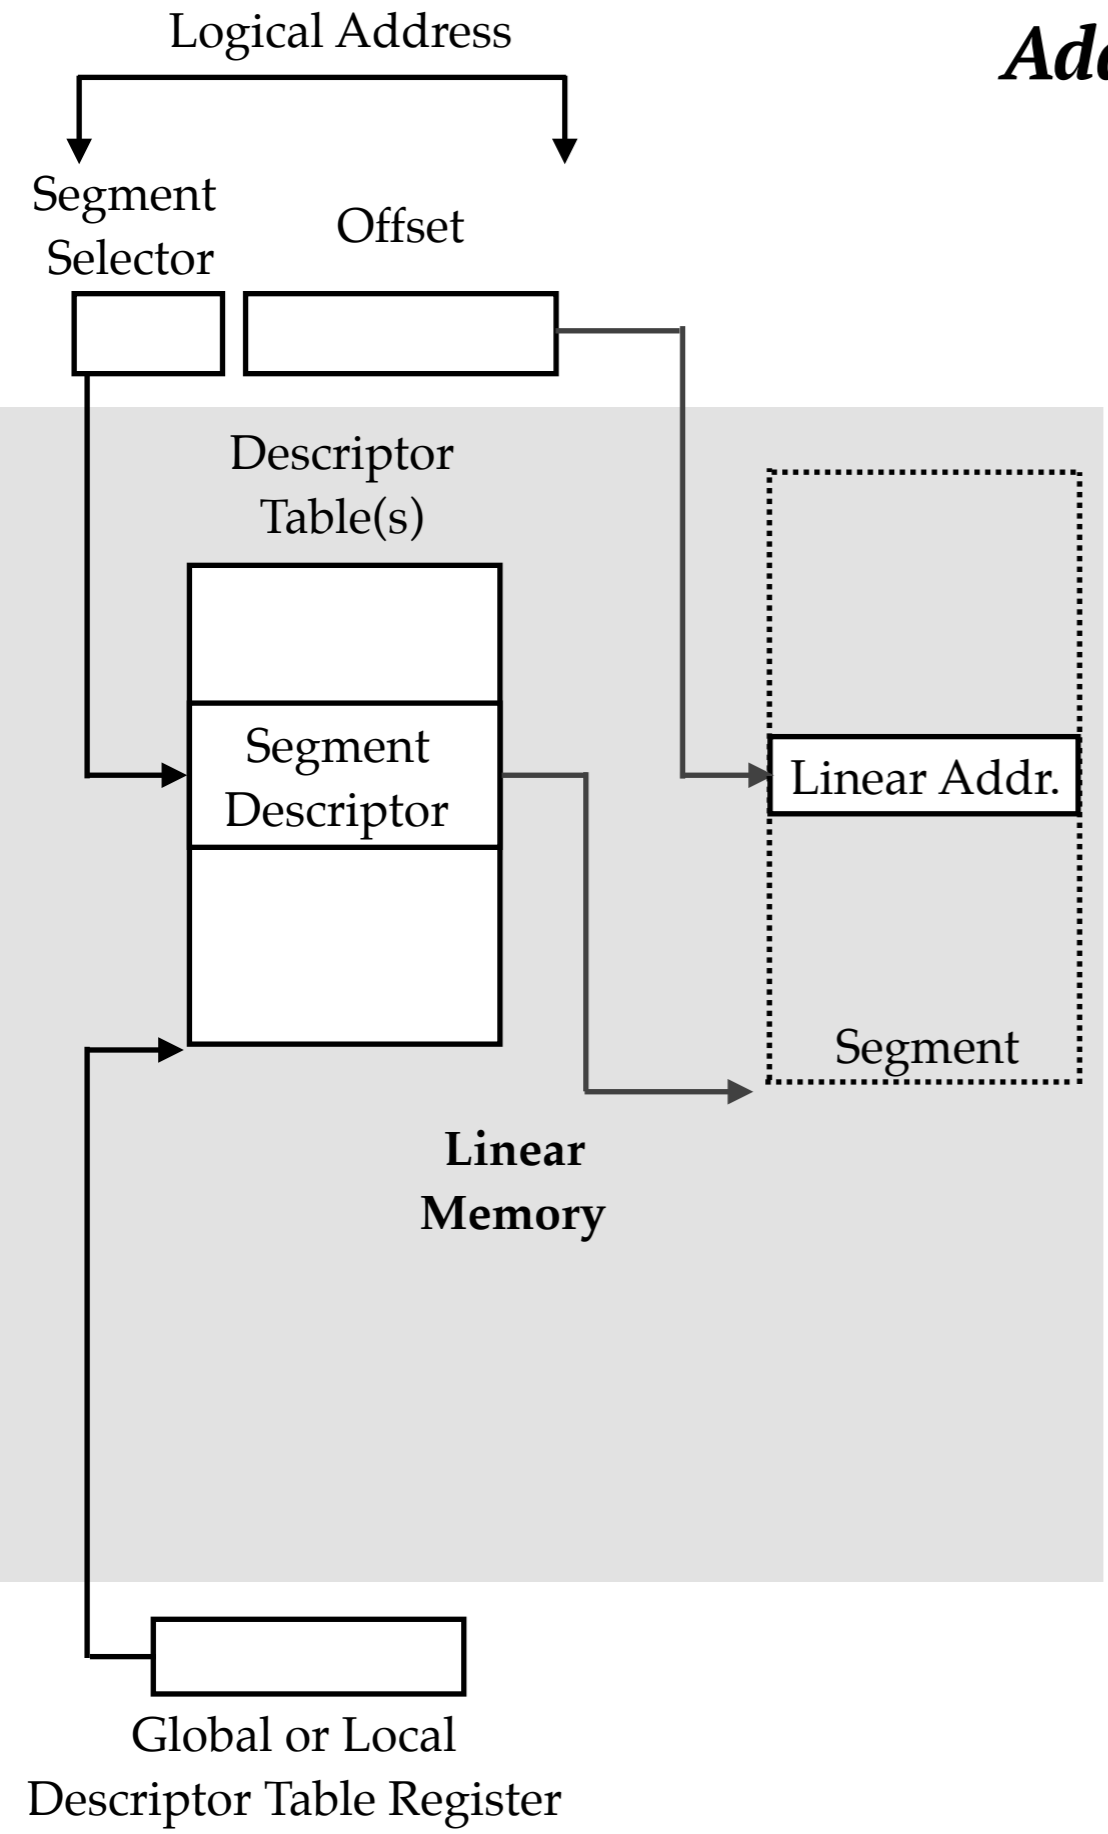 Logical Address
Segment
Selector
Offset
Descriptor
Table(s)
Segment
Descriptor
Linear Addr.
Segment
Linear
Memory
Global or Local
Descriptor Table Register